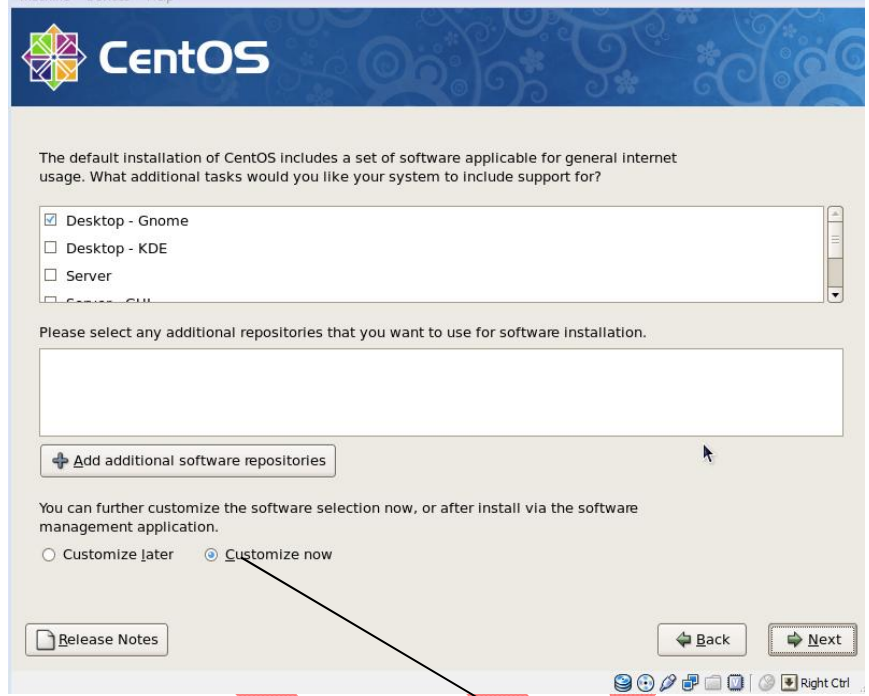 CentOS
The default installation of CentOS includes a set of software applicable for general internet
usage. What additional tasks would you like your system to include support for?
Desktop - Gnome
Desktop - KDE
Server
Please select any additional repositories that you want to use for software installation.
Add additional software repositories
You can further customize the software selection now, or after install via the software
management application.
Customize later
Customize now
Release Notes
Back
Next
Right Ctrl